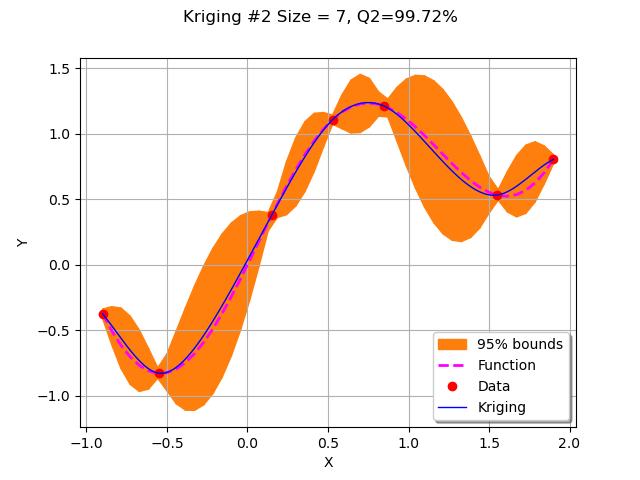 Kriging #2 Size = 7, Q2=99.72%
1.5
1.0
0.5
0.0
−0.5
−1.0
Y
−1.0 −0.5 0.0 0.5 1.0 1.5 2.0
X
95% bounds
Function
Data
Kriging